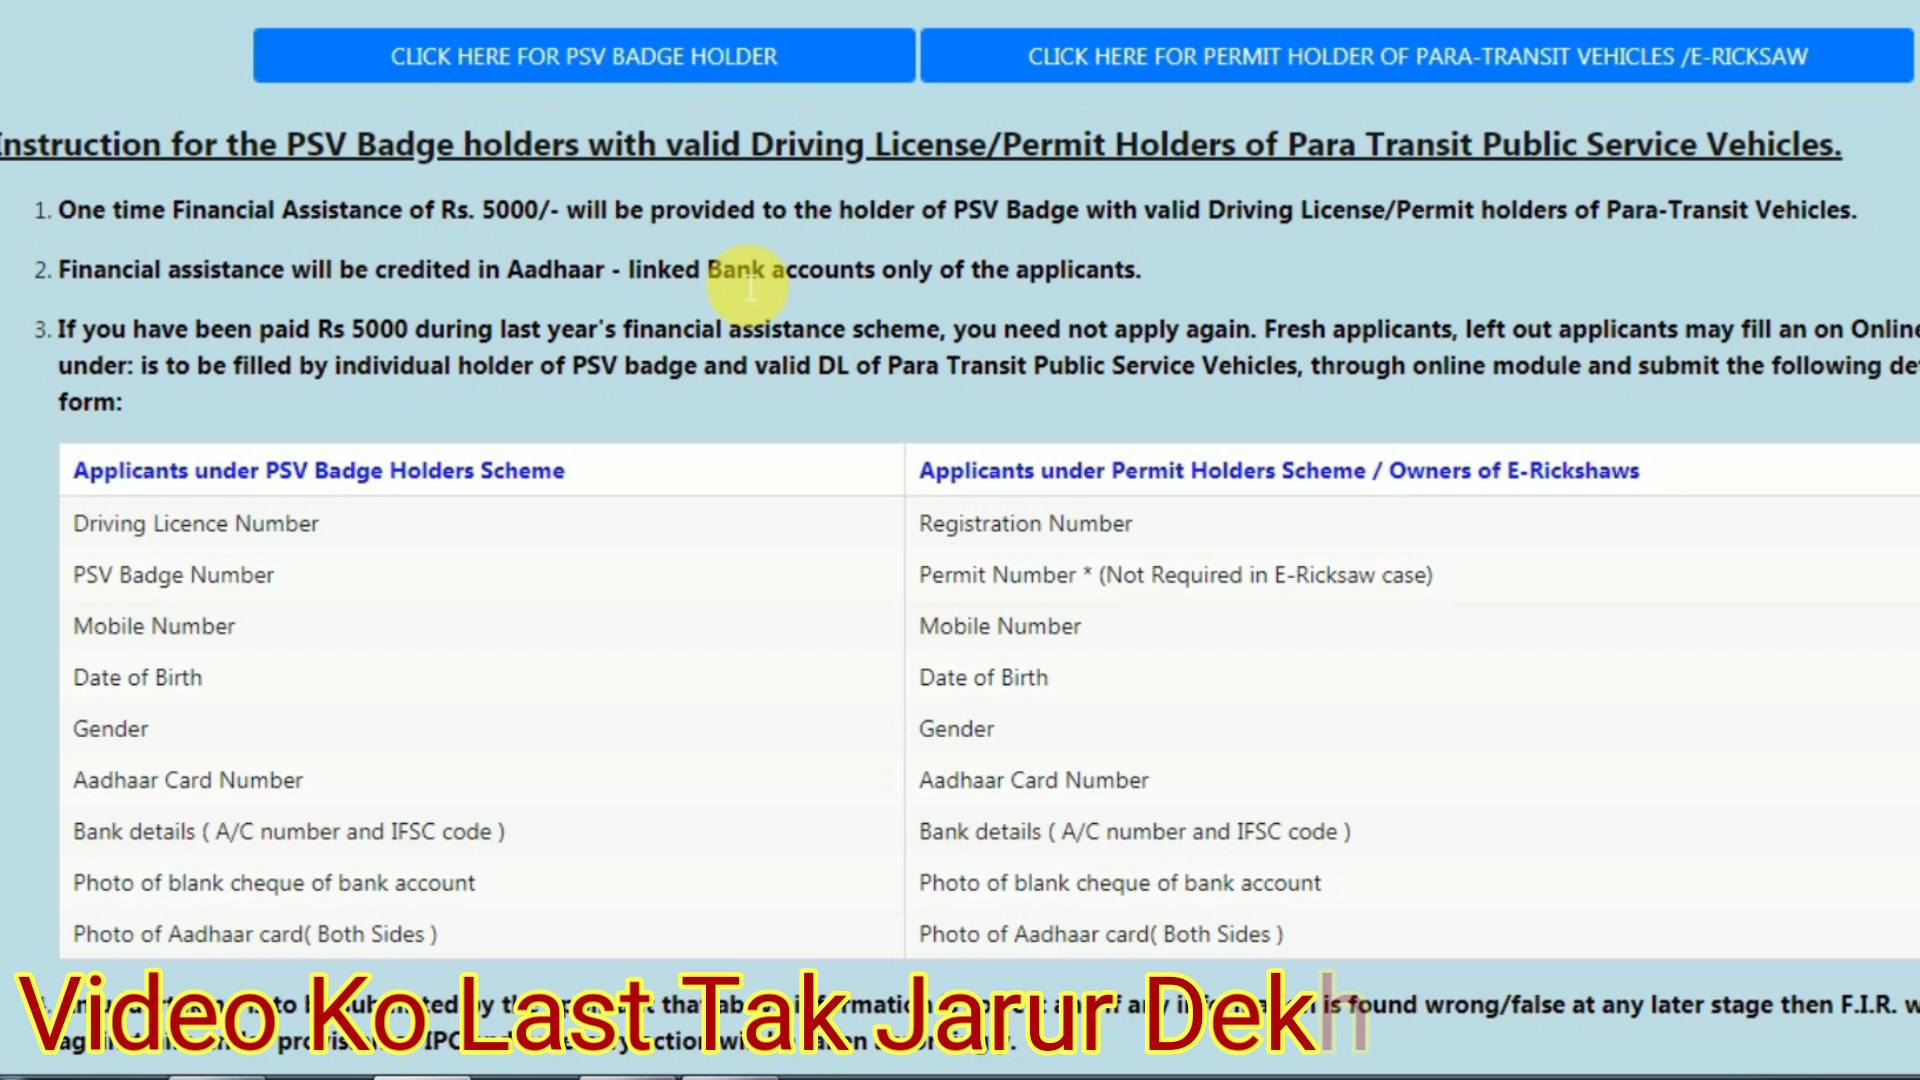 CLICK HERE FOR PSV BADGE HOLDER
CLICK HERE FOR PERMIT HOLDER OF PARA-TRANSIT VEHICLES /E-RICKSAW
Instruction for the PSV Badge holders with valid Driving License/Permit Holders of Para Transit Public Service Vehicles.
1. One time Financial Assistance of Rs. 5000/- will be provided to the holder of PSV Badge with valid Driving License/Permit holders of Para-Transit Vehicles.
2. Financial assistance will be credited in Aadhaar - linked Bank accounts only of the applicants.
3. If you have been paid Rs 5000 during last year's financial assistance scheme, you need not apply again. Fresh applicants, left out applicants may fill an on Online
under: is to be filled by individual holder of PSV badge and valid DL of Para Transit Public Service Vehicles, through online module and submit the following
form:
Applicants under PSV Badge Holders Scheme
Applicants under Permit Holders Scheme / Owners of E-Rickshaws
Driving Licence Number
Registration Number
PSV Badge Number
Permit Number * (Not Required in E-Ricksaw case)
Mobile Number
Mobile Number
Date of Birth
Date of Birth
Gender
Gender
Aadhaar Card Number
Aadhaar Card Number
Bank details ( A/C number and IFSC code )
Bank details ( A/C number and IFSC code )
Photo of blank cheque of bank account
Photo of blank cheque of bank account
Photo of Aadhaar card( Both Sides )
Photo of Aadhaar card( Both Sides )
Video Ko Last Tak Jarur Dekh
is found wrong/false at any later stage then F.I.R.